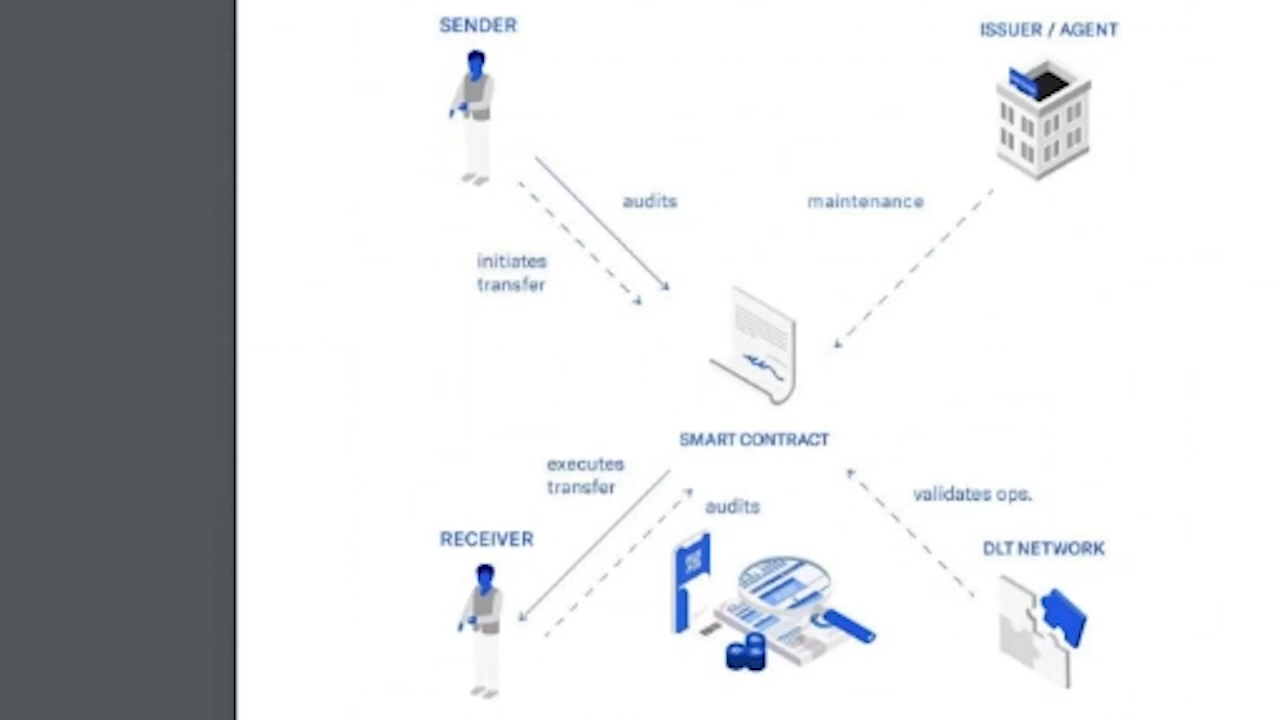 SENDER
ISSUER / AGENT
audits
maintenance
initiates
transfer
SMART CONTRACT
executes
transfer
audits
validates ops.
RECEIVER
DLT NETWORK